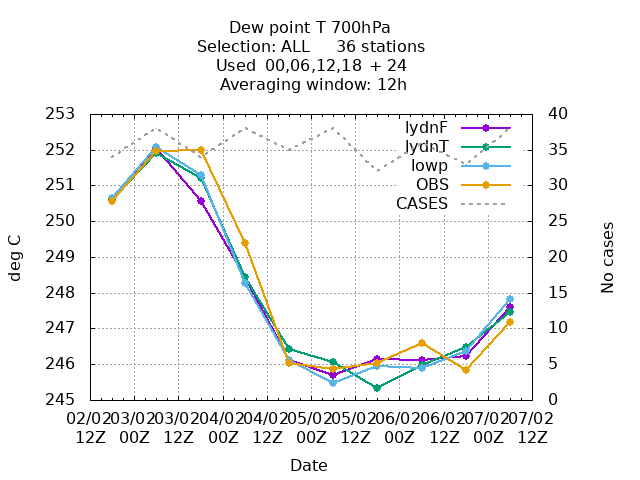 Dew point T 700hPa
Selection: ALL 36 stations
Used 00,06,12,18 + 24
Averaging window: 12h
253
252
251
250
249
248
247
246
245
deg C
40
35
30
25
20
15
10
5
0
No cases
lydnF
lydnT
lowp
OBS
CASES
02/02 03/02 03/02 04/02 04/02 05/02 05/02 06/02 06/02 07/02 07/02
12Z 00Z 12Z 00Z 12Z 00Z 12Z 00Z 12Z 00Z 12Z
Date